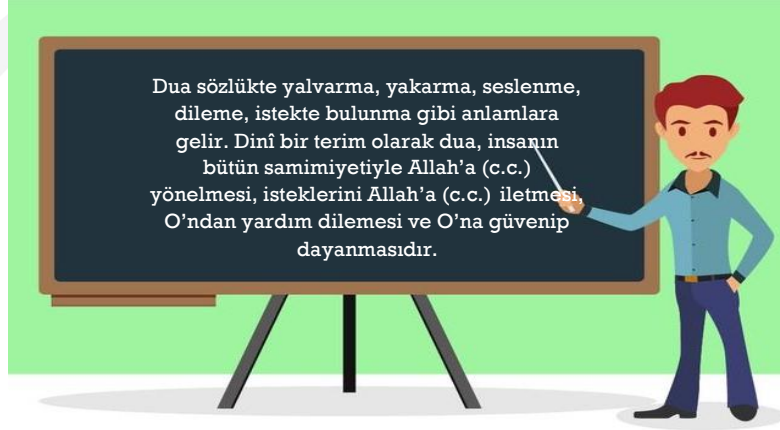 Dua sözlükte yalvarma, yakarma, seslenme,
dileme, istekte bulunma gibi anlamlara
gelir. Dinî bir terim olarak dua, insanın
bütün samimiyetiyle Allah’a (c.c.)
yönelmesi, isteklerini Allah’a (c.c.) iletmesi,
O’ndan yardım dilemesi ve O’na güvenip
dayanmasıdır.